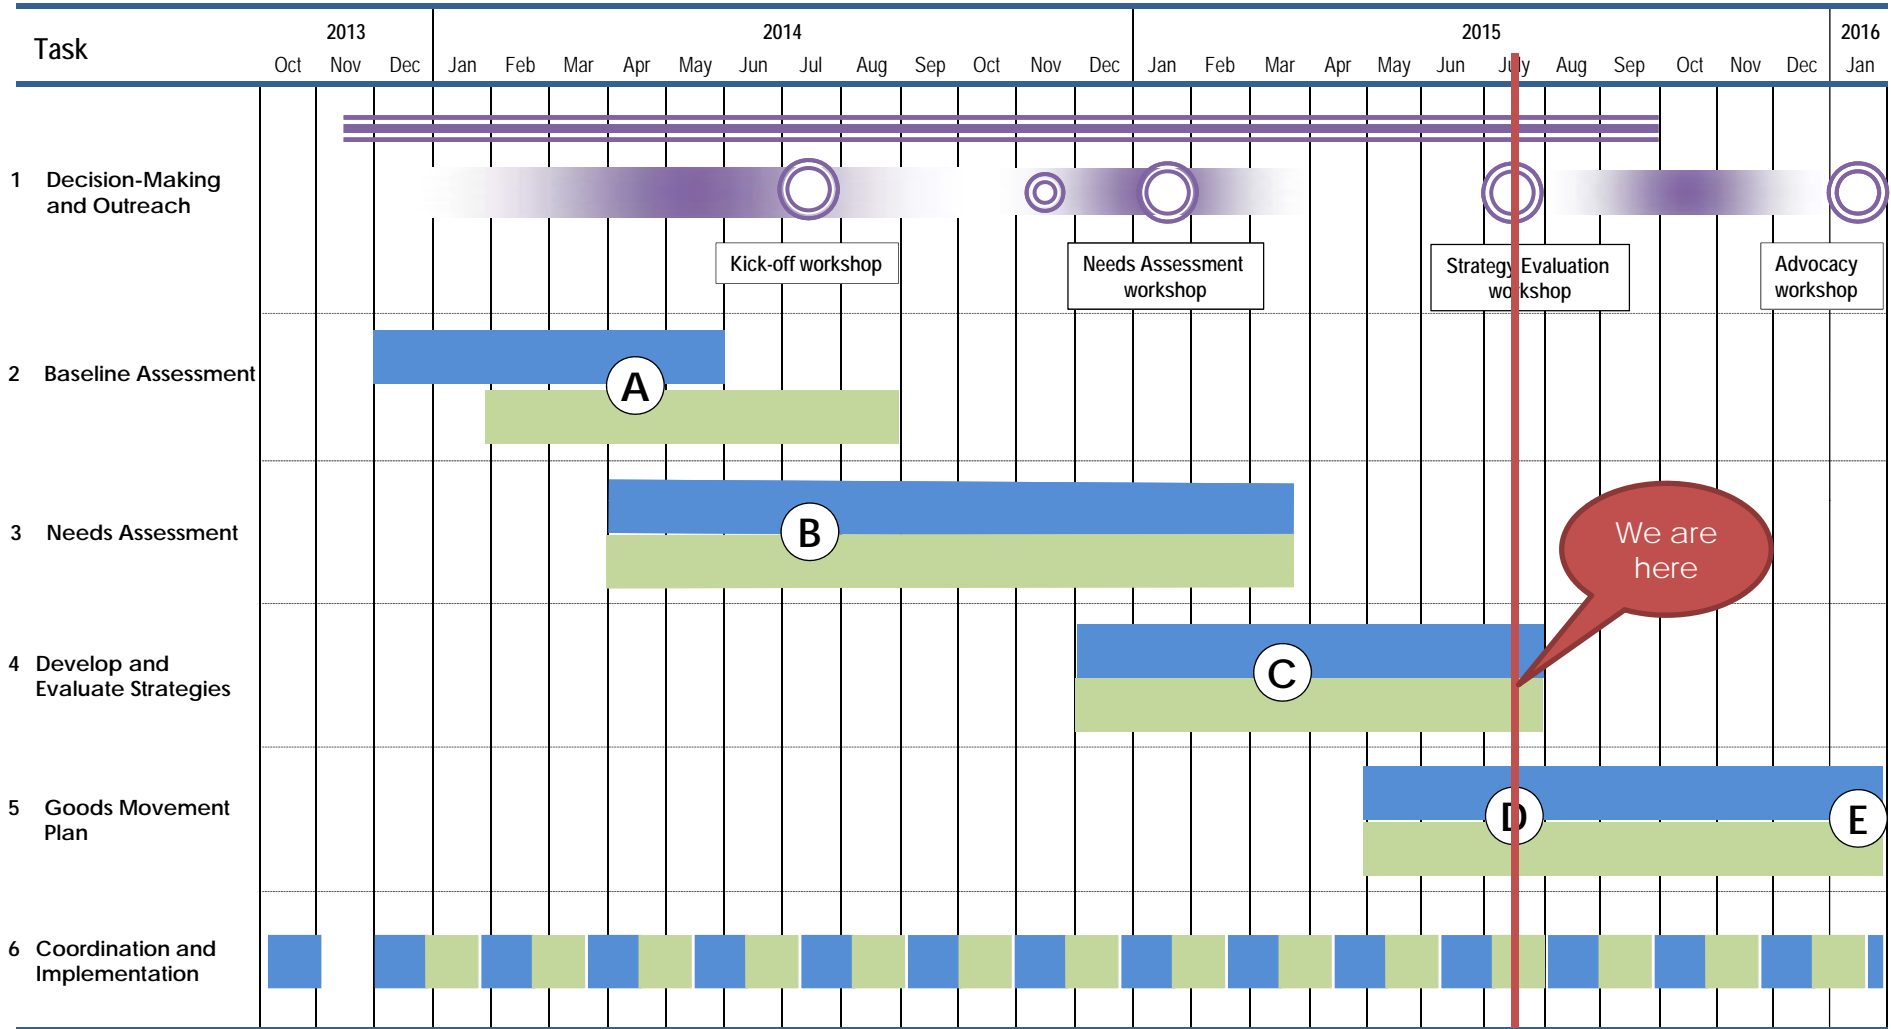 Task
2013
2014
2015
2016
Oct Nov Dec Jan Feb Mar Apr May Jun Jul Aug Sep Oct Nov Dec Jan Feb Mar Apr May Jun July Aug Sep Oct Nov Dec Jan
1 Decision-Making
and Outreach
Kick-off workshop
Needs Assessment
workshop
Strategy Evaluation
workshop
Advocacy
workshop
2 Baseline Assessment
A
3 Needs Assessment
B
We are
here
4 Develop and
Evaluate Strategies
C
5 Goods Movement
Plan
D
E
6 Coordination and
Implementation